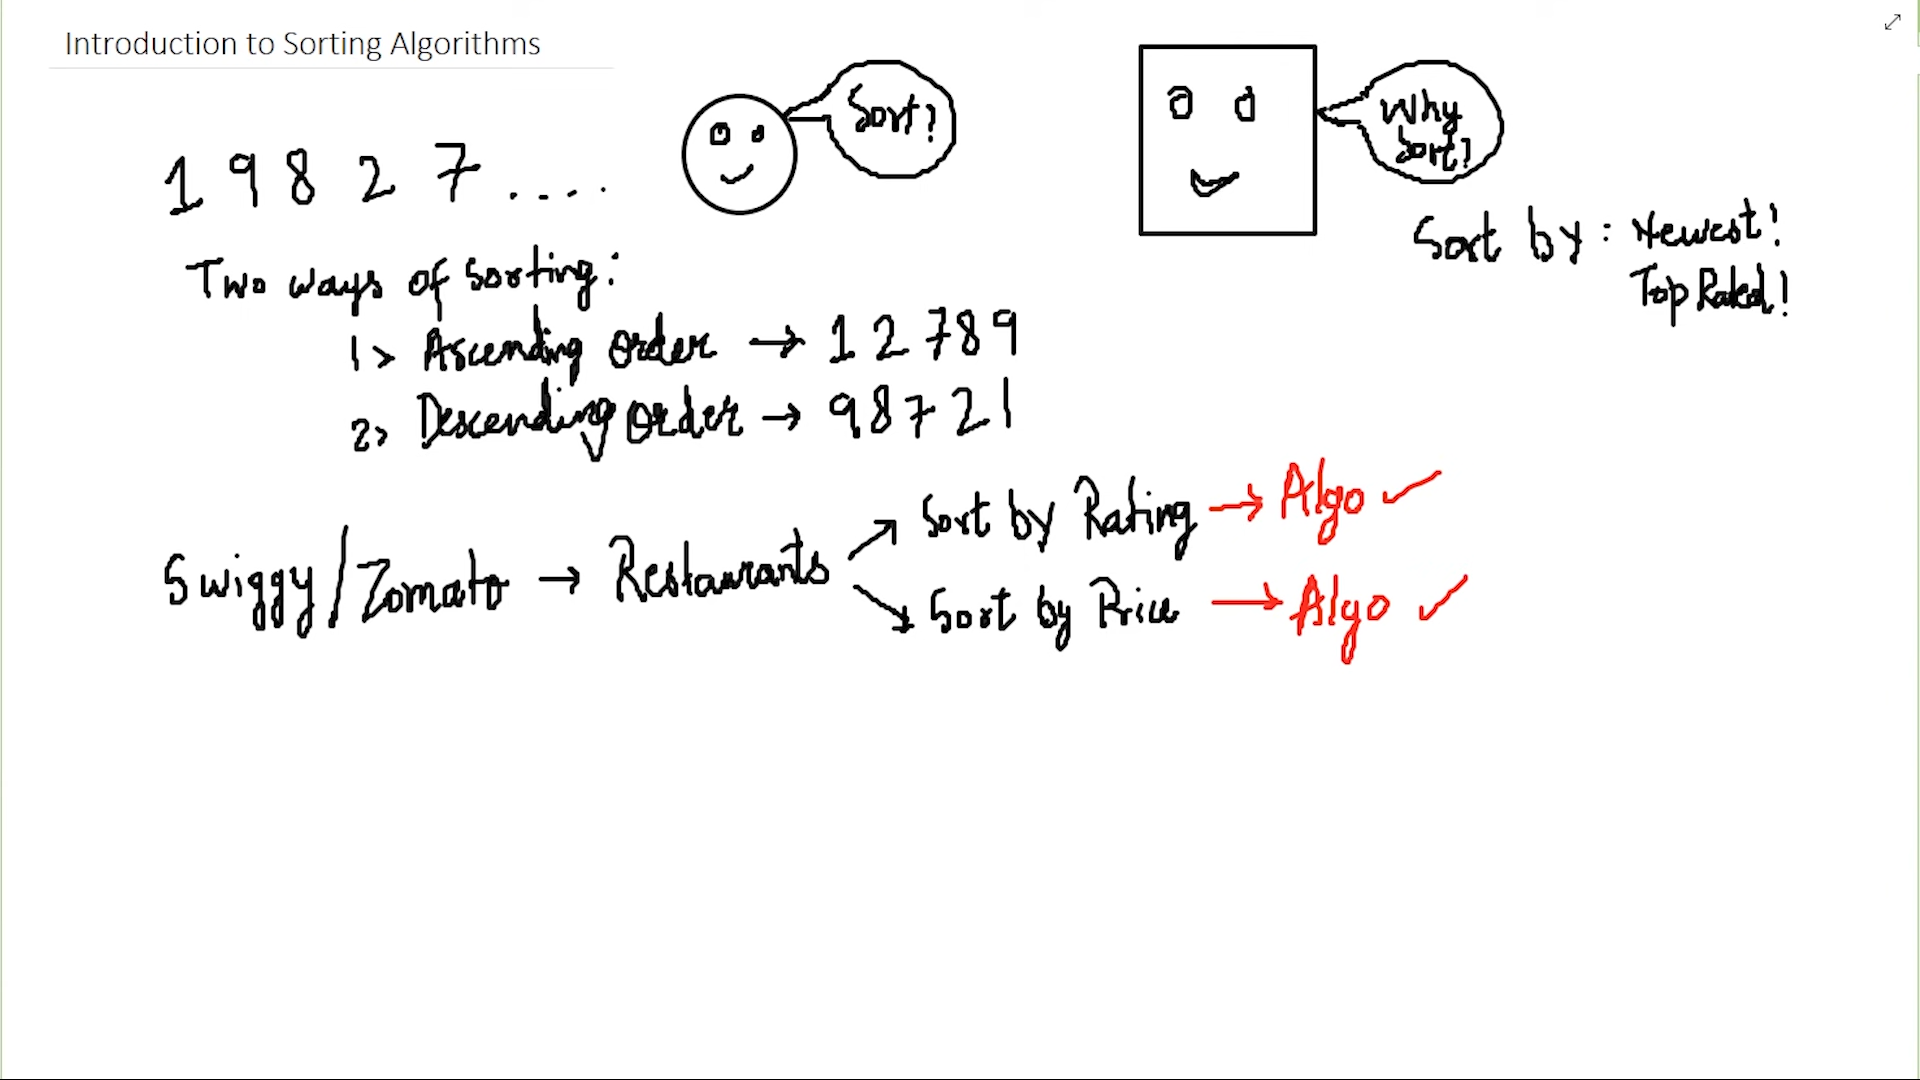 Introduction to Sorting Algorithms
Sort?
Why
Sort?
1 9 8 2 7 ....
Sort by : Newest!
Top Rated!
Two ways of Sorting:
1> Ascending Order → 1 2 7 8 9
2> Descending Order → 9 8 7 2 1
Swiggy/Zomato → Restaurants
Sort by Rating → Algo ✓
Sort by Price → Algo ✓